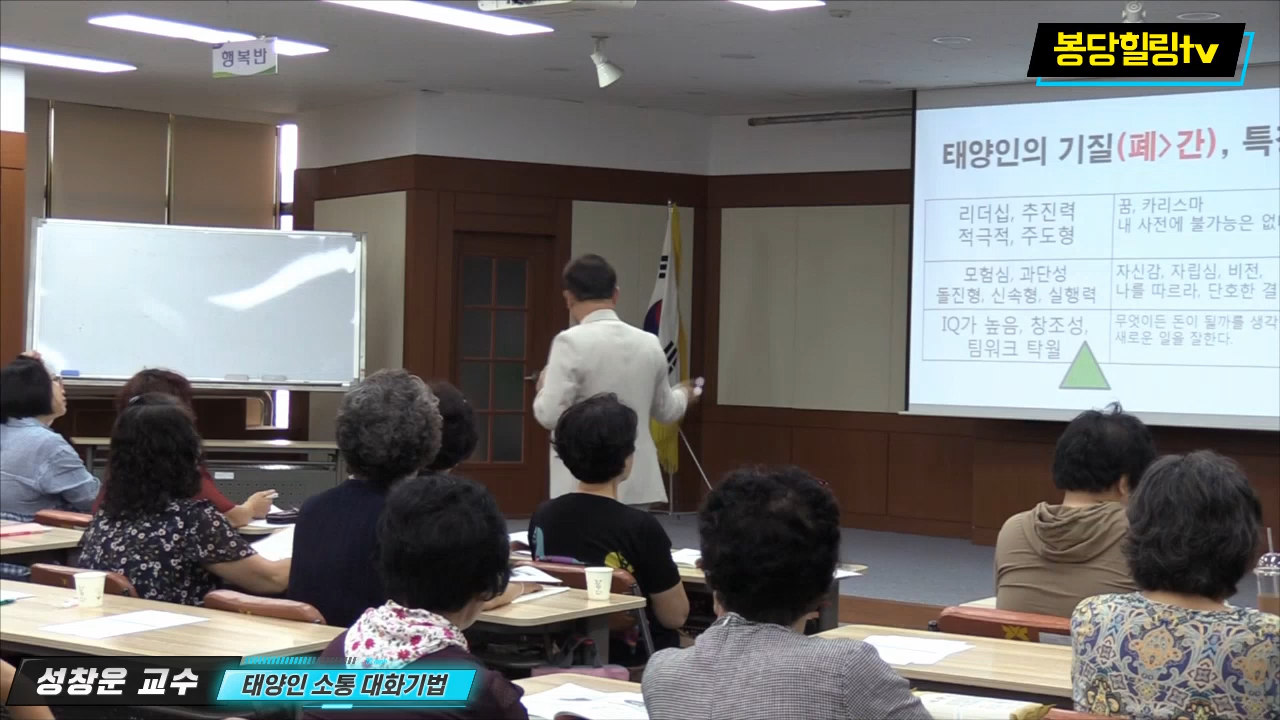 행복반
봉당힐링tv
태양인의 기질(폐>간), 특
리더십, 추진력
적극적, 주도형
꿈, 카리스마
내 사전에 불가능은 없
모험심, 과단성
돌진형, 신속형, 실행력
자신감, 자립심, 비전,
나를 따르라, 단호한 결
IQ가 높음, 창조성,
팀워크 탁월
무엇이든 돈이 될까를 생각
새로운 일을 잘한다.
성창운 교수
태양인 소통 대화기법